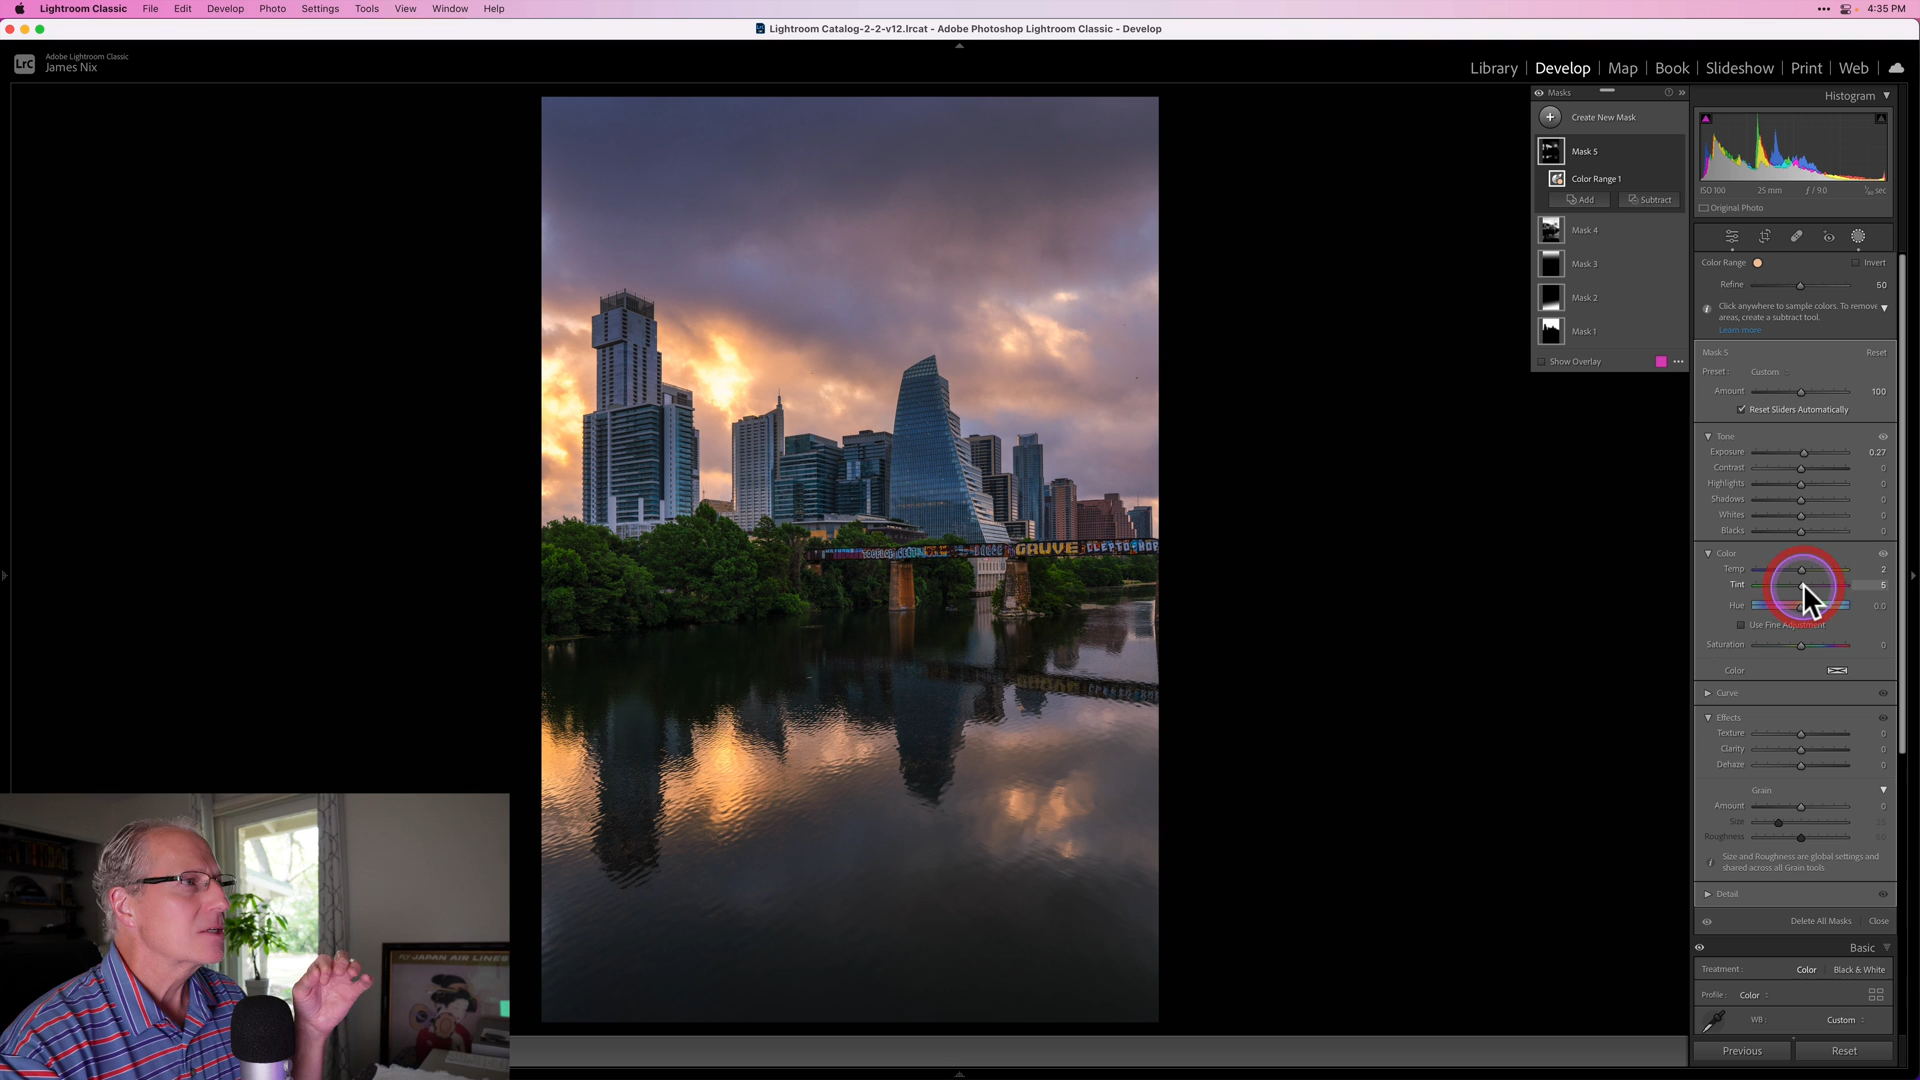 Lightroom Classic File Edit Develop Photo Settings Tools View Window Help 4:35 PM
Lightroom Catalog-2-2-v12.lrcat - Adobe Photoshop Lightroom Classic - Develop
LrC
Adobe Lightroom Classic
James Nix
Library | Develop | Map | Book | Slideshow | Print | Web
Masks
Create New Mask
Mask 5
Color Range 1
Add Subtract
Mask 4
Mask 3
Mask 2
Mask 1
Show Overlay
Histogram
ISO 100 25 mm ƒ / 9.0 sec
Original Photo
Color Range Invert
Refine 50
Click anywhere to sample colors. To remove
areas, create a subtract tool.
Learn more
Mask 5 Reset
Preset : Custom
Amount 100
Reset Sliders Automatically
Tone
Exposure 0.27
Contrast 0
Highlights 0
Shadows 0
Whites 0
Blacks 0
Color
Temp 2
Tint 5
Hue 0.0
Use Fine Adjustment
Saturation 0
Color
Curve
Effects
Texture 0
Clarity 0
Dehaze 0
Grain
Amount 0
Size 25
Roughness 50
Size and Roughness are global settings and
shared across all Grain tools
Detail
Delete All Masks Close
Basic
Treatment : Color Black & White
Profile : Color
WB : Custom
Previous Reset
GAUVE
FLY JAPAN AIR LINES